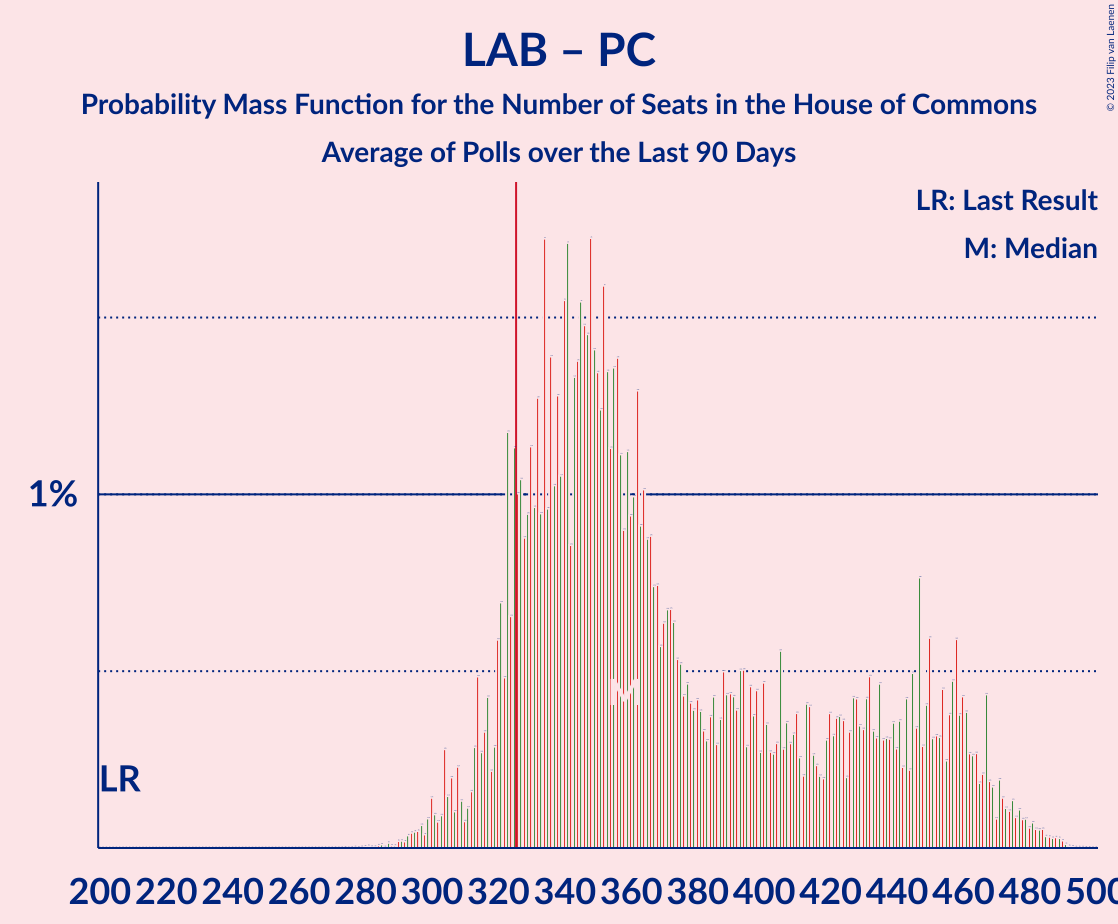 LAB – PC
Probability Mass Function for the Number of Seats in the House of Commons
Average of Polls over the Last 90 Days
© 2023 Filip van Laenen
LR: Last Result
M: Median
1%
LR
M
200 220 240 260 280 300 320 340 360 380 400 420 440 460 480 500